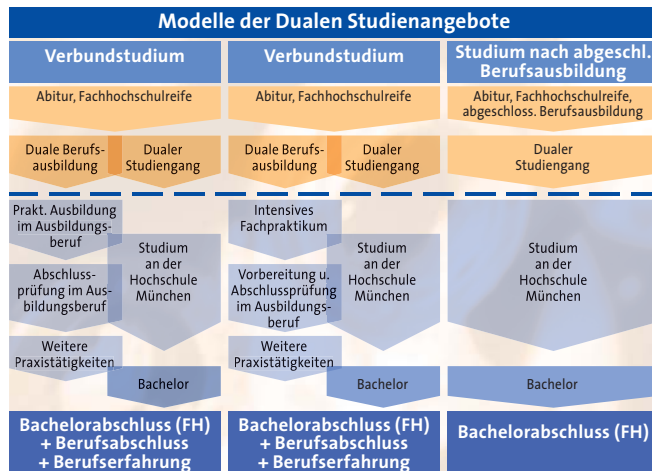 Modelle der Dualen Studienangebote
Verbundstudium
Abitur, Fachhochschulreife
Duale Berufs-
ausbildung
Dualer
Studiengang
Prakt. Ausbildung
im Ausbildungs-
beruf
Abschluss-
prüfung im Aus-
bildungsberuf
Weitere
Praxistätigkeiten
Studium
an der
Hochschule
München
Bachelor
Bachelorabschluss (FH)
+ Berufsabschluss
+ Berufserfahrung
Verbundstudium
Abitur, Fachhochschulreife
Duale Berufs-
ausbildung
Dualer
Studiengang
Intensives
Fachpraktikum
Vorbereitung u.
Abschlussprüfung
im Ausbildungs-
beruf
Weitere
Praxistätigkeiten
Studium
an der
Hochschule
München
Bachelor
Bachelorabschluss (FH)
+ Berufsabschluss
+ Berufserfahrung
Studium nach abgeschl.
Berufsausbildung
Abitur, Fachhochschulreife,
abgeschloss. Berufsausbildung
Dualer
Studiengang
Studium
an der
Hochschule
München
Bachelor
Bachelorabschluss (FH)